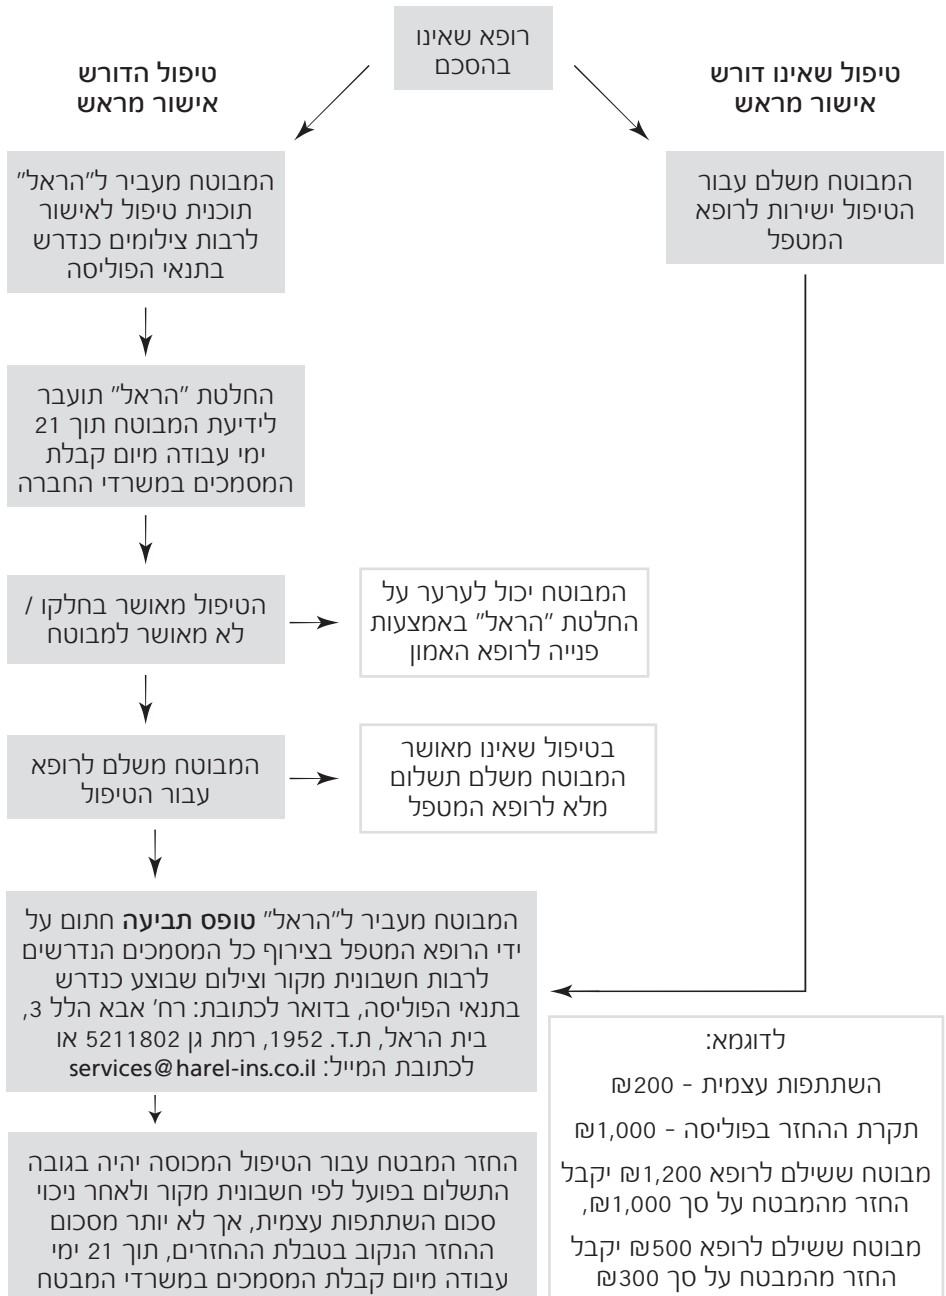 רופא שאינו
בהסכם
טיפול שאינו דורש
אישור מראש
המבוטח משלם עבור
הטיפול ישירות לרופא
המטפל
טיפול הדורש
אישור מראש
המבוטח מעביר ל"הראל"
תוכנית טיפול לאישור
לרבות צילומים כנדרש
בתנאי הפוליסה
החלטת "הראל" תועבר
לידיעת המבוטח תוך 21
ימי עבודה מיום קבלת
המסמכים במשרדי החברה
הטיפול מאושר בחלקו /
לא מאושר למבוטח
המבוטח יכול לערער על
החלטת "הראל" באמצעות
פנייה לרופא האמון
המבוטח משלם לרופא
עבור הטיפול
בטיפול שאינו מאושר
המבוטח משלם תשלום
מלא לרופא המטפל
המבוטח מעביר ל"הראל" טופס תביעה חתום על
ידי הרופא המטפל בצירוף כל המסמכים הנדרשים
לרבות חשבונית מקור וצילום שבוצע כנדרש
בתנאי הפוליסה, בדואר לכתובת: רח' אבא הלל 3,
בית הראל, ת.ד. 1952, רמת גן 5211802 או
לכתובת המייל: services@harel-ins.co.il
החזר המבטח עבור הטיפול המכוסה יהיה בגובה
התשלום בפועל לפי חשבונית מקור ולאחר ניכוי
סכום השתתפות עצמית, אך לא יותר מסכום
ההחזר הנקוב בטבלת ההחזרים, תוך 21 ימי
עבודה מיום קבלת המסמכים במשרדי המבטח
לדוגמא:
השתתפות עצמית - 200₪
תקרת ההחזר בפוליסה - 1,000₪
מבוטח ששילם לרופא 1,200₪ יקבל
החזר מהמבטח על סך 1,000₪,
מבוטח ששילם לרופא 500₪ יקבל
החזר מהמבטח על סך 300₪